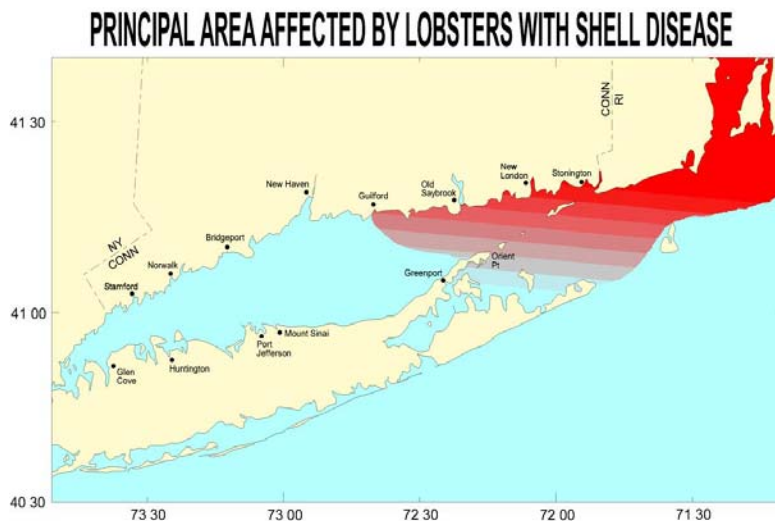 PRINCIPAL AREA AFFECTED BY LOBSTERS WITH SHELL DISEASE
41 30
CONN
RI
New
London
Stonington
Old
Saybrook
New Haven
Guilford
Bridgeport
NY
CONN
Norwalk
Stamford
Orient
Pt
Greenport
41 00
Mount Sinai
Port
Jefferson
Huntington
Glen
Cove
40 30
73 30
73 00
72 30
72 00
71 30